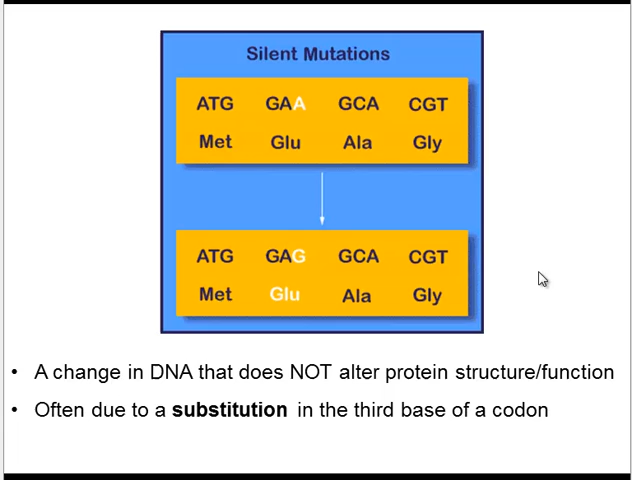 Silent Mutations
ATG GAA GCA CGT
Met Glu Ala Gly
ATG GAG GCA CGT
Met Glu Ala Gly
• A change in DNA that does NOT alter protein structure/function
• Often due to a substitution in the third base of a codon